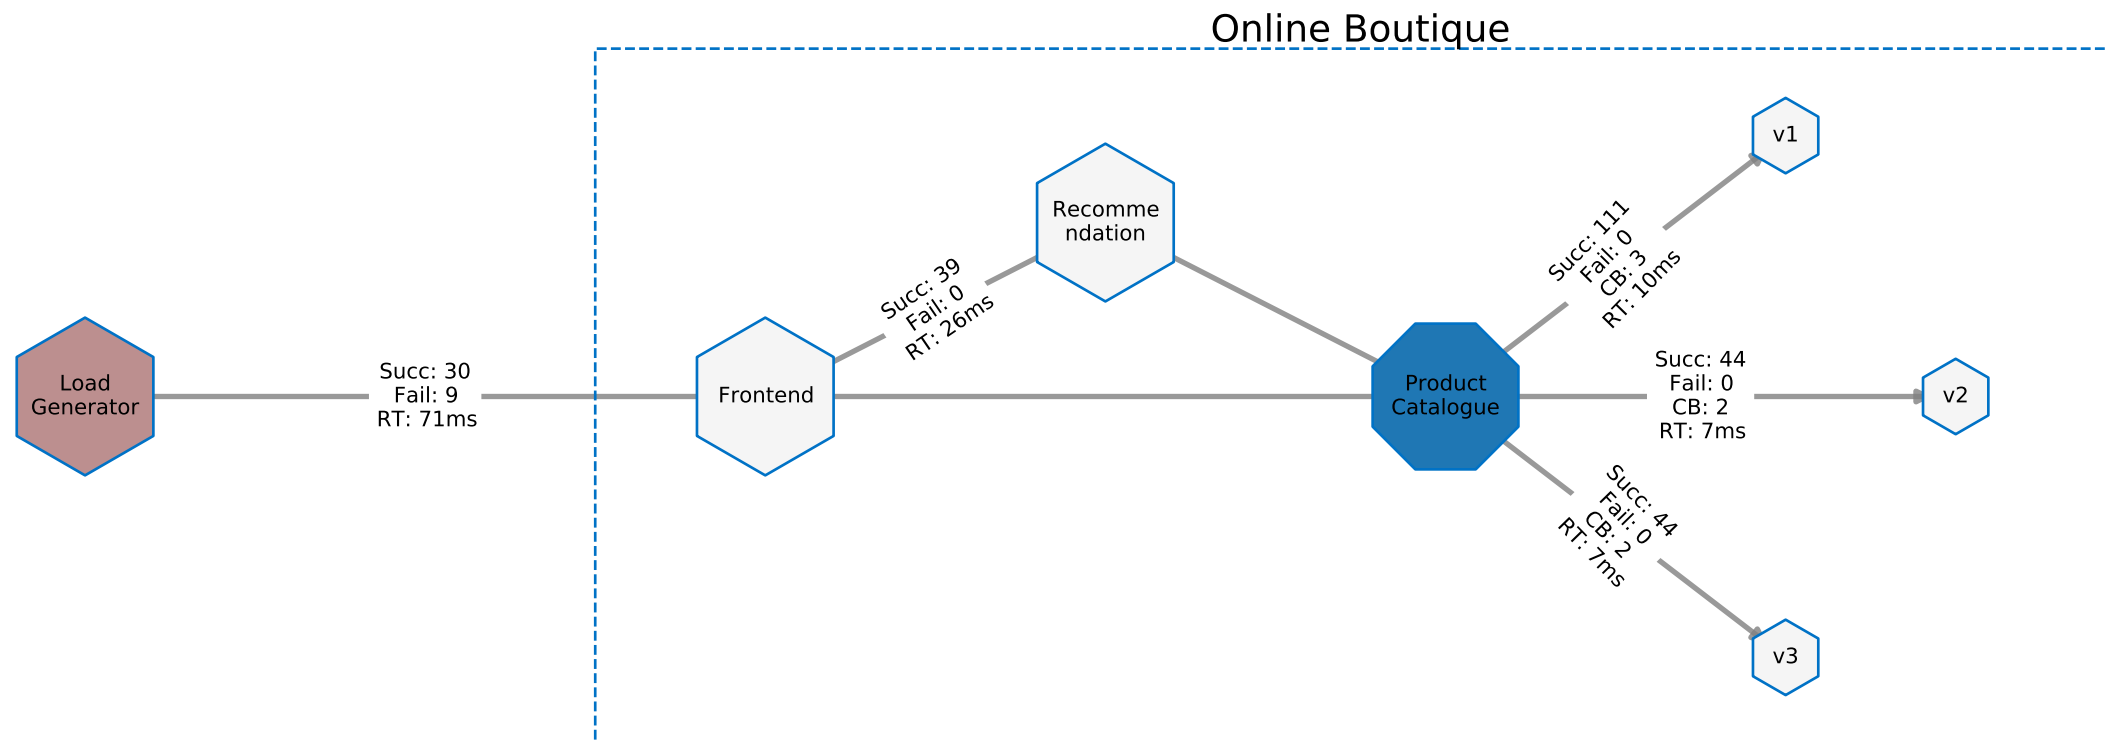 Online Boutique
Load
Generator
Succ: 30
Fail: 9
RT: 71ms
Frontend
Succ: 39
Fail: 0
RT: 26ms
Recomme
ndation
Product
Catalogue
Succ: 111
Fail: 0
CB: 3
RT: 10ms
v1
Succ: 44
Fail: 0
CB: 2
RT: 7ms
v2
Succ: 44
Fail: 0
CB: 2
RT: 7ms
v3